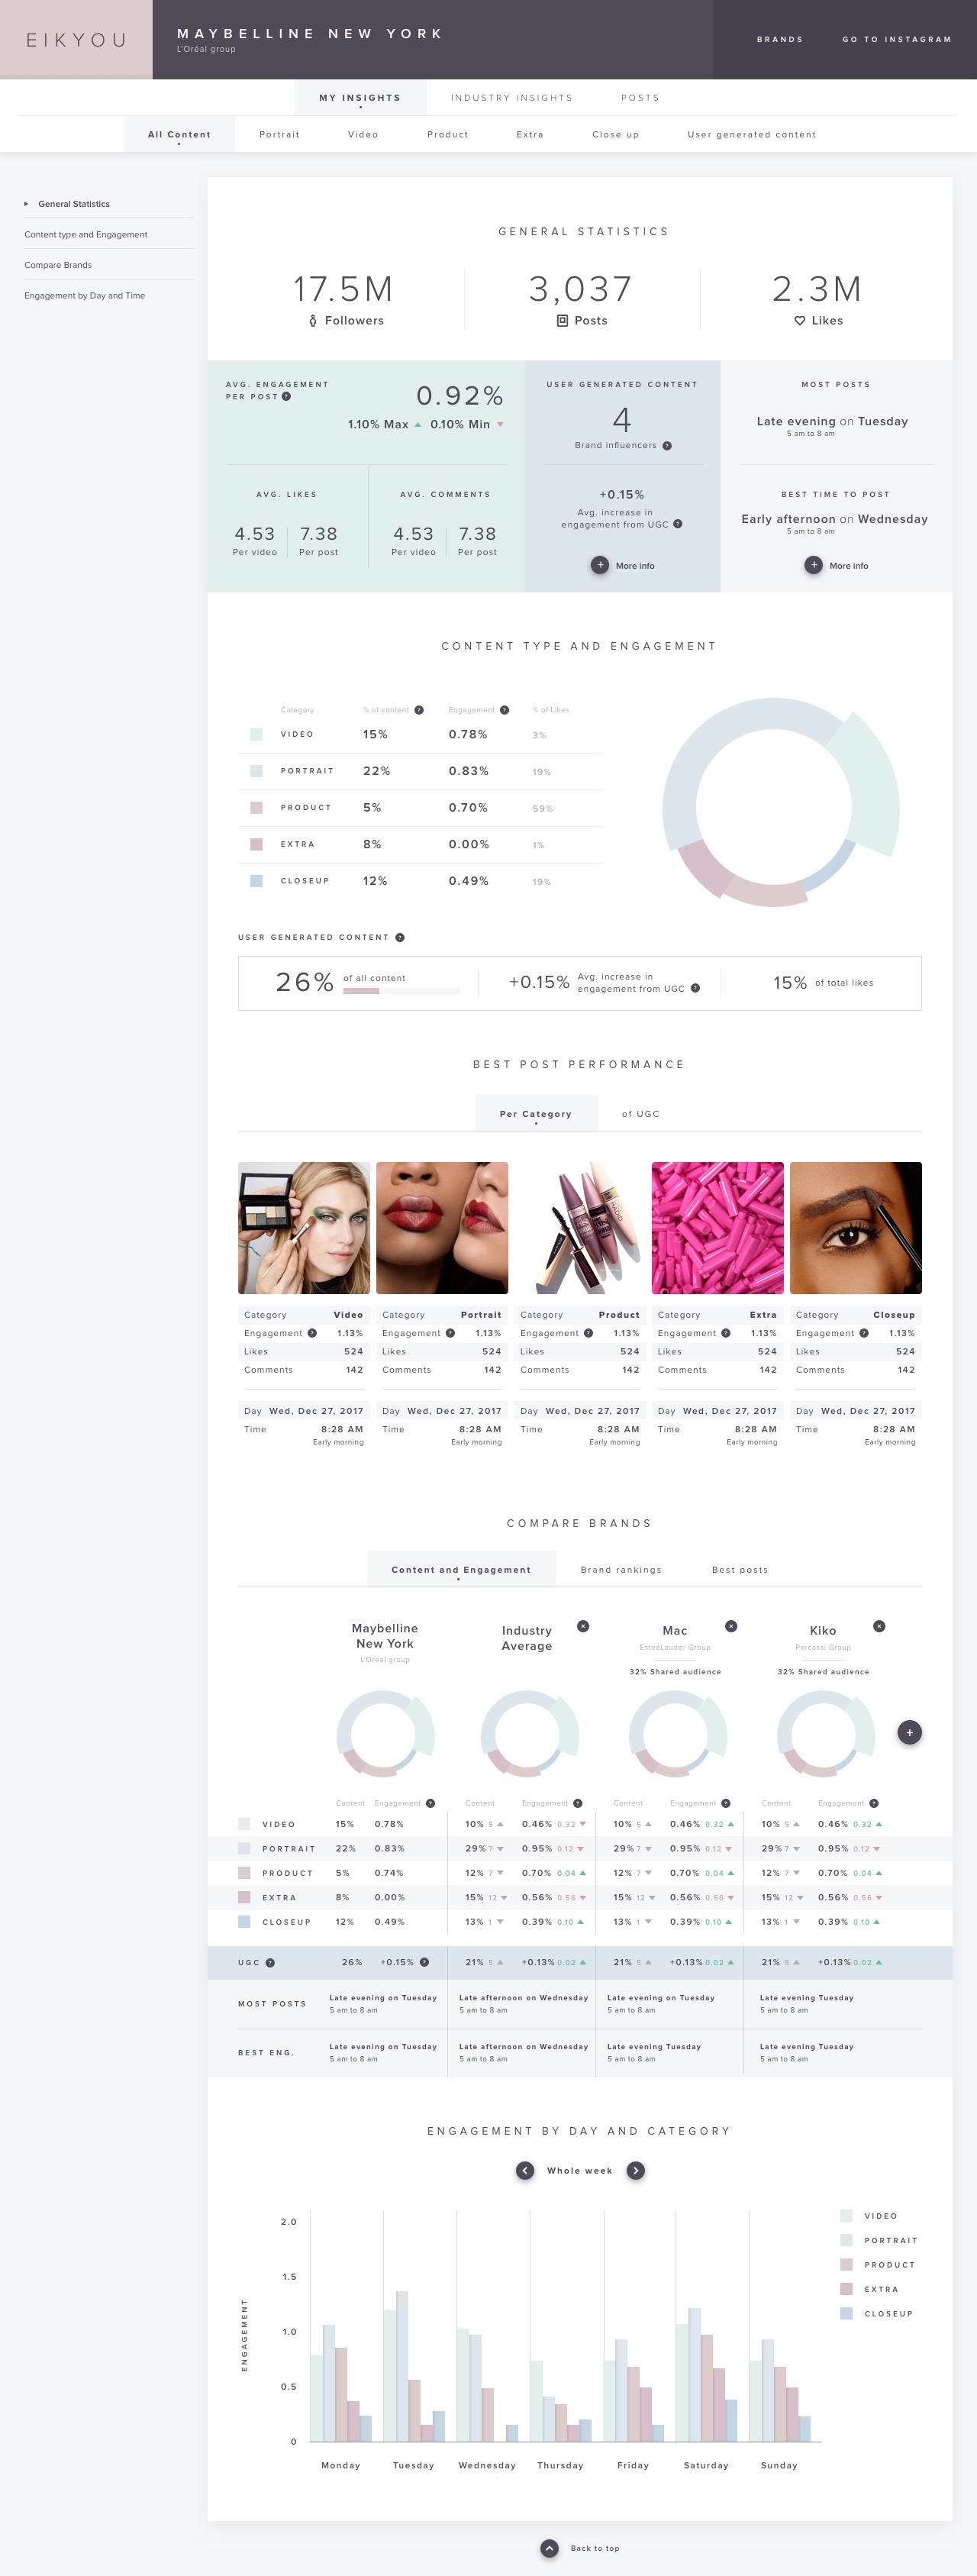 EIKYOU
MAYBELLINE NEW YORK
L'Oréal group
BRANDS
GO TO INSTAGRAM
MY INSIGHTS
INDUSTRY INSIGHTS
POSTS
All Content
Portrait
Video
Product
Extra
Close up
User generated content
General Statistics
Content type and Engagement
Compare Brands
Engagement by Day and Time
GENERAL STATISTICS
17.5M
Followers
3,037
Posts
2.3M
Likes
AVG. ENGAGEMENT
PER POST ?
0.92%
1.10% Max 0.10% Min
AVG. LIKES
4.53
Per video
7.38
Per post
AVG. COMMENTS
4.53
Per video
7.38
Per post
USER GENERATED CONTENT
4
Brand influencers ?
+0.15%
Avg. increase in
engagement from UGC ?
+ More info
MOST POSTS
Late evening on Tuesday
5 am to 8 am
BEST TIME TO POST
Early afternoon on Wednesday
5 am to 8 am
+ More info
CONTENT TYPE AND ENGAGEMENT
Category % of content ? Engagement ? % of Likes
VIDEO 15% 0.78% 3%
PORTRAIT 22% 0.83% 19%
PRODUCT 5% 0.70% 59%
EXTRA 8% 0.00% 1%
CLOSEUP 12% 0.49% 19%
USER GENERATED CONTENT ?
26% of all content
+0.15% Avg. increase in
engagement from UGC ?
15% of total likes
BEST POST PERFORMANCE
Per Category
of UGC
Category Video
Engagement ? 1.13%
Likes 524
Comments 142
Day Wed, Dec 27, 2017
Time 8:28 AM
Early morning
Category Portrait
Engagement ? 1.13%
Likes 524
Comments 142
Day Wed, Dec 27, 2017
Time 8:28 AM
Early morning
Category Product
Engagement ? 1.13%
Likes 524
Comments 142
Day Wed, Dec 27, 2017
Time 8:28 AM
Early morning
Category Extra
Engagement ? 1.13%
Likes 524
Comments 142
Day Wed, Dec 27, 2017
Time 8:28 AM
Early morning
Category Closeup
Engagement ? 1.13%
Likes 524
Comments 142
Day Wed, Dec 27, 2017
Time 8:28 AM
Early morning
COMPARE BRANDS
Content and Engagement
Brand rankings
Best posts
Maybelline
New York
L'Oréal group
Industry
Average
Mac
EsteeLauder Group
32% Shared audience
Kiko
Percassi Group
32% Shared audience
+
Content Engagement ? Content Engagement ? Content Engagement ? Content Engagement ?
VIDEO 15% 0.78% 10% 5 0.46% 0.32 10% 5 0.46% 0.32 10% 5 0.46% 0.32
PORTRAIT 22% 0.83% 29% 7 0.95% 0.12 29% 7 0.95% 0.12 29% 7 0.95% 0.12
PRODUCT 5% 0.74% 12% 7 0.70% 0.04 12% 7 0.70% 0.04 12% 7 0.70% 0.04
EXTRA 8% 0.00% 15% 12 0.56% 0.56 15% 12 0.56% 0.56 15% 12 0.56% 0.56
CLOSEUP 12% 0.49% 13% 1 0.39% 0.10 13% 1 0.39% 0.10 13% 1 0.39% 0.10
UGC ? 26% +0.15% ? 21% 5 +0.13% 0.02 21% 5 +0.13% 0.02 21% 5 +0.13% 0.02
MOST POSTS
Late evening on Tuesday
5 am to 8 am
Late afternoon on Wednesday
5 am to 8 am
Late evening on Tuesday
5 am to 8 am
Late evening Tuesday
5 am to 8 am
BEST ENG.
Late evening on Tuesday
5 am to 8 am
Late afternoon on Wednesday
5 am to 8 am
Late evening Tuesday
5 am to 8 am
Late evening Tuesday
5 am to 8 am
ENGAGEMENT BY DAY AND CATEGORY
Whole week
ENGAGEMENT
2.0
1.5
1.0
0.5
0
Monday Tuesday Wednesday Thursday Friday Saturday Sunday
VIDEO
PORTRAIT
PRODUCT
EXTRA
CLOSEUP
Back to top